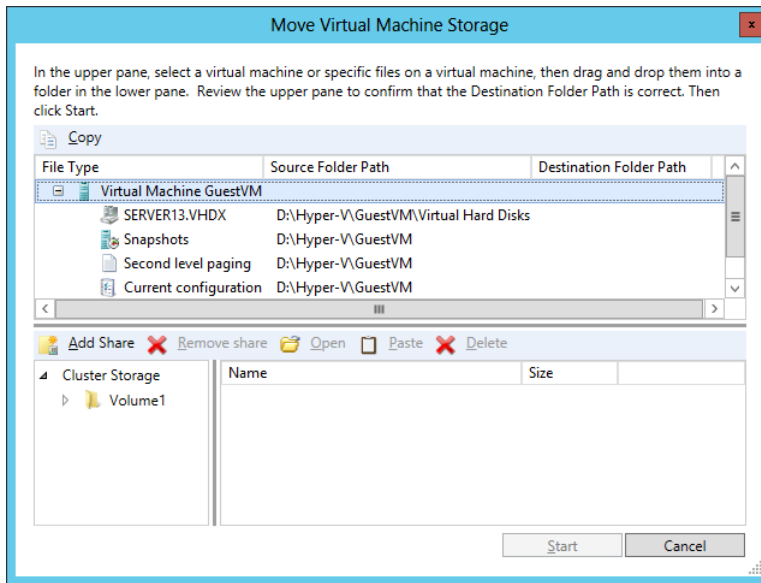 Move Virtual Machine Storage
x
In the upper pane, select a virtual machine or specific files on a virtual machine, then drag and drop them into a
folder in the lower pane. Review the upper pane to confirm that the Destination Folder Path is correct. Then
click Start.
Copy
File Type Source Folder Path Destination Folder Path
Virtual Machine GuestVM
SERVER13.VHDX D:\Hyper-V\GuestVM\Virtual Hard Disks
Snapshots D:\Hyper-V\GuestVM
Second level paging D:\Hyper-V\GuestVM
Current configuration D:\Hyper-V\GuestVM
Add Share Remove share Open Paste Delete
Cluster Storage Name Size
Volume1
Start Cancel